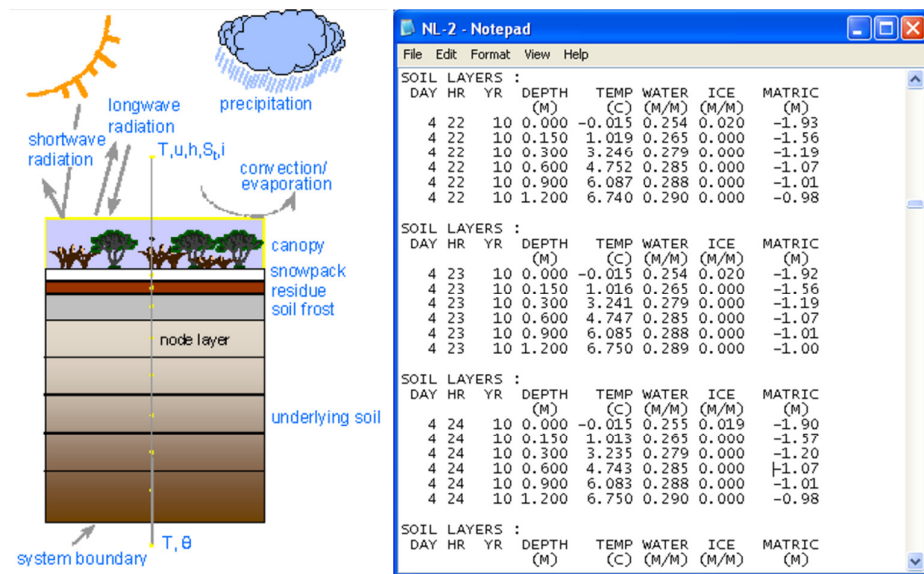 precipitation
longwave
radiation
shortwave
radiation
T,u,h,St,i
convection/
evaporation
canopy
snowpack
residue
soil frost
node layer
underlying soil
T, θ
system boundary
NL-2 - Notepad
File Edit Format View Help
SOIL LAYERS :
DAY HR YR DEPTH TEMP WATER ICE MATRIC
(M) (C) (M/M) (M/M) (M)
4 22 10 0.000 -0.015 0.254 0.020 -1.93
4 22 10 0.150 1.019 0.265 0.000 -1.56
4 22 10 0.300 3.246 0.279 0.000 -1.19
4 22 10 0.600 4.752 0.285 0.000 -1.07
4 22 10 0.900 6.087 0.288 0.000 -1.01
4 22 10 1.200 6.740 0.290 0.000 -0.98
SOIL LAYERS :
DAY HR YR DEPTH TEMP WATER ICE MATRIC
(M) (C) (M/M) (M/M) (M)
4 23 10 0.000 -0.015 0.254 0.020 -1.92
4 23 10 0.150 1.016 0.265 0.000 -1.56
4 23 10 0.300 3.241 0.279 0.000 -1.19
4 23 10 0.600 4.747 0.285 0.000 -1.07
4 23 10 0.900 6.085 0.288 0.000 -1.01
4 23 10 1.200 6.750 0.289 0.000 -1.00
SOIL LAYERS :
DAY HR YR DEPTH TEMP WATER ICE MATRIC
(M) (C) (M/M) (M/M) (M)
4 24 10 0.000 -0.015 0.255 0.019 -1.90
4 24 10 0.150 1.013 0.265 0.000 -1.57
4 24 10 0.300 3.235 0.279 0.000 -1.20
4 24 10 0.600 4.743 0.285 0.000 -1.07
4 24 10 0.900 6.083 0.288 0.000 -1.01
4 24 10 1.200 6.750 0.290 0.000 -0.98
SOIL LAYERS :
DAY HR YR DEPTH TEMP WATER ICE MATRIC
(M) (C) (M/M) (M/M) (M)